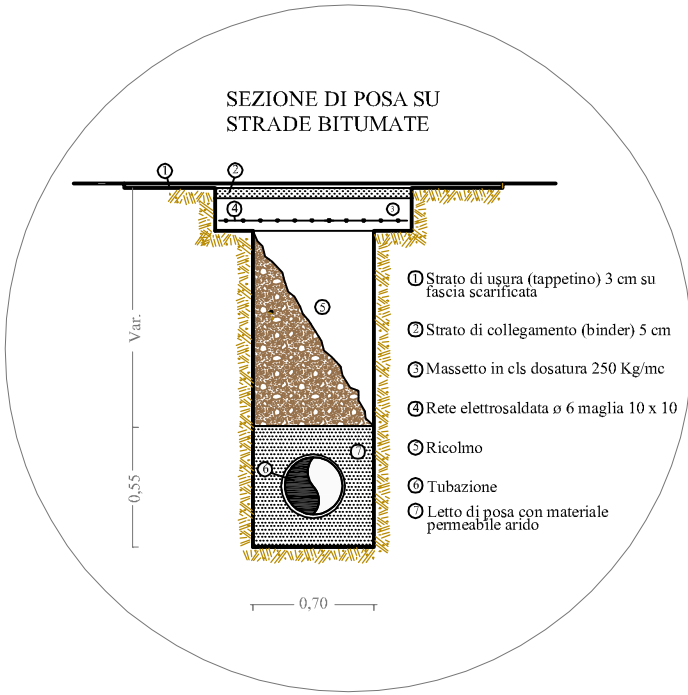 SEZIONE DI POSA SU
STRADE BITUMATE
1
2
4
3
5
7
6
Var.
0,55
0,70
1 Strato di usura (tappetino) 3 cm su
fascia scarificata
2 Strato di collegamento (binder) 5 cm
3 Massetto in cls dosatura 250 Kg/mc
4 Rete elettrosaldata ø 6 maglia 10 x 10
5 Ricolmo
6 Tubazione
7 Letto di posa con materiale
permeabile arido